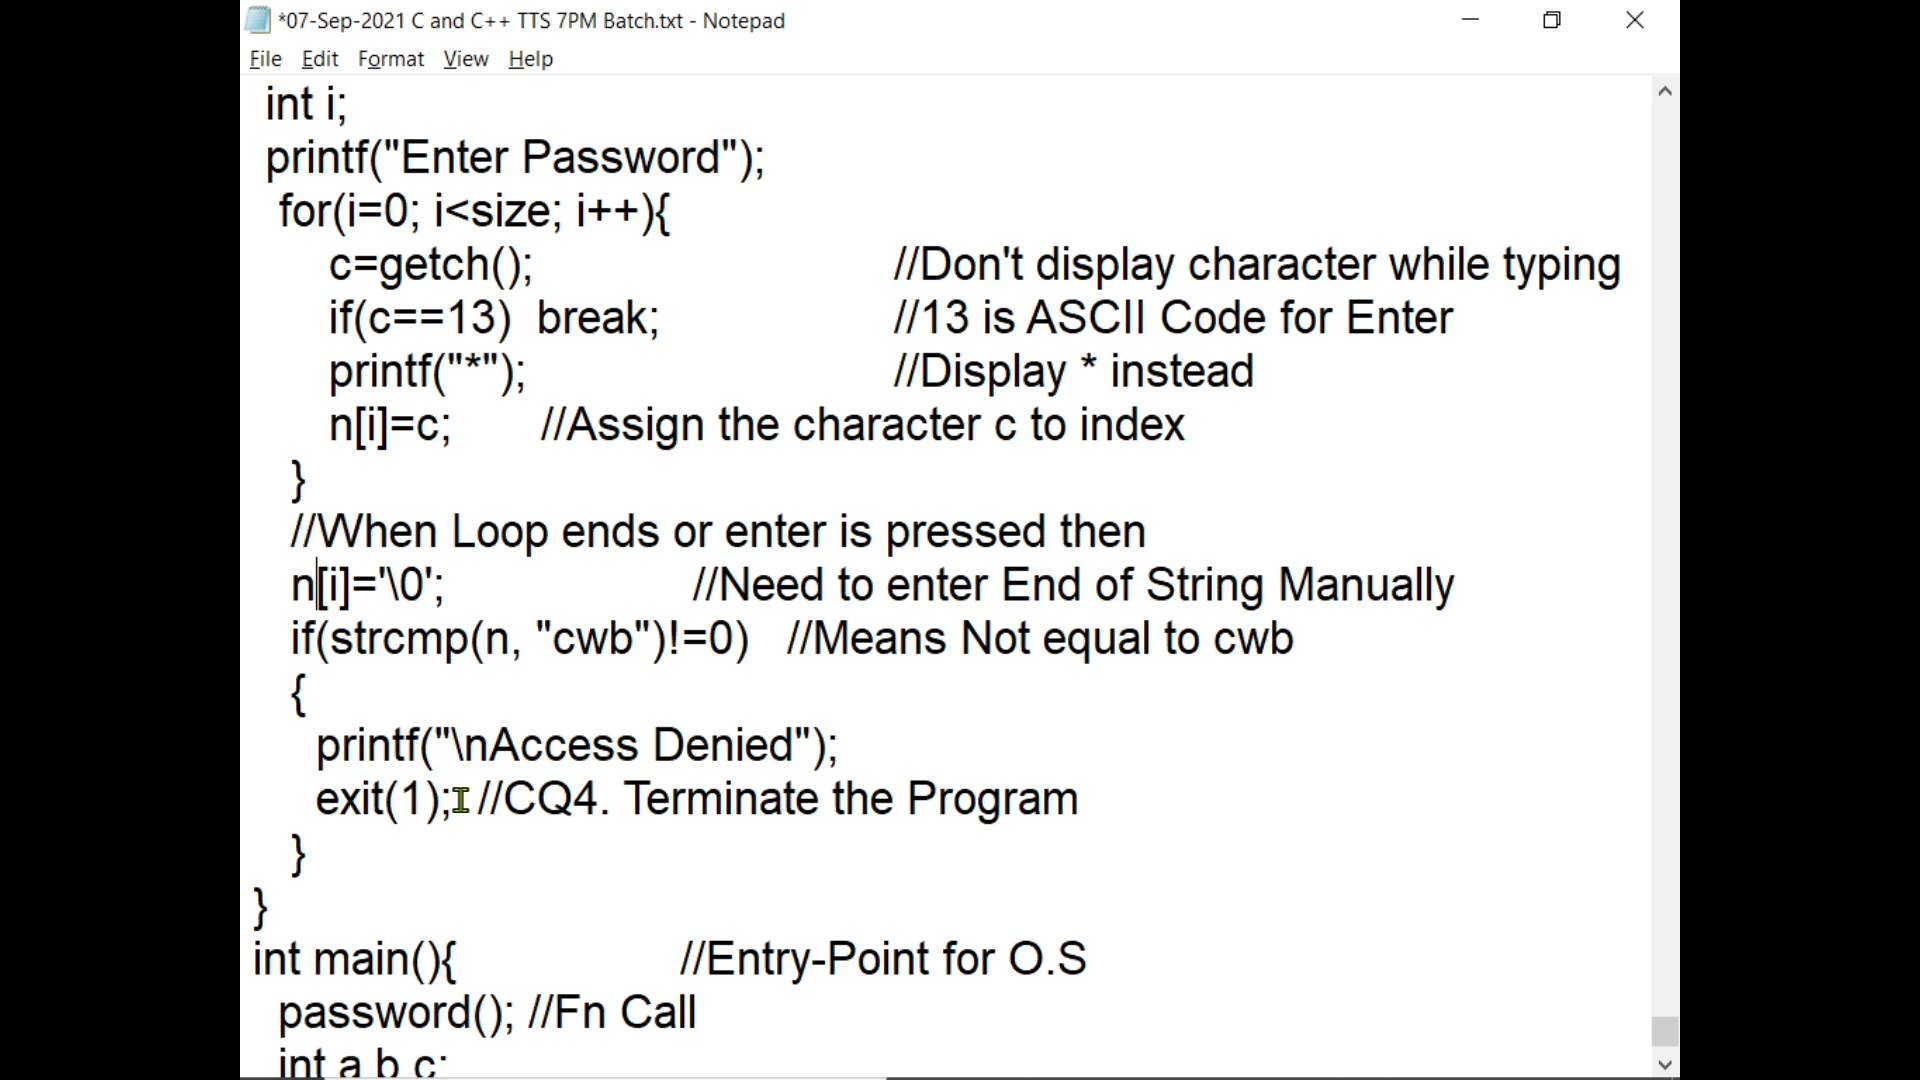 *07-Sep-2021 C and C++ TTS 7PM Batch.txt - Notepad
File Edit Format View Help
int i;
printf("Enter Password");
for(i=0; i<size; i++){
c=getch(); //Don't display character while typing
if(c==13) break; //13 is ASCII Code for Enter
printf("*"); //Display * instead
n[i]=c; //Assign the character c to index
}
//When Loop ends or enter is pressed then
n[i]='\0'; //Need to enter End of String Manually
if(strcmp(n, "cwb")!=0) //Means Not equal to cwb
{
printf("\nAccess Denied");
exit(1); //CQ4. Terminate the Program
}
}
int main(){ //Entry-Point for O.S
password(); //Fn Call
int a b c;